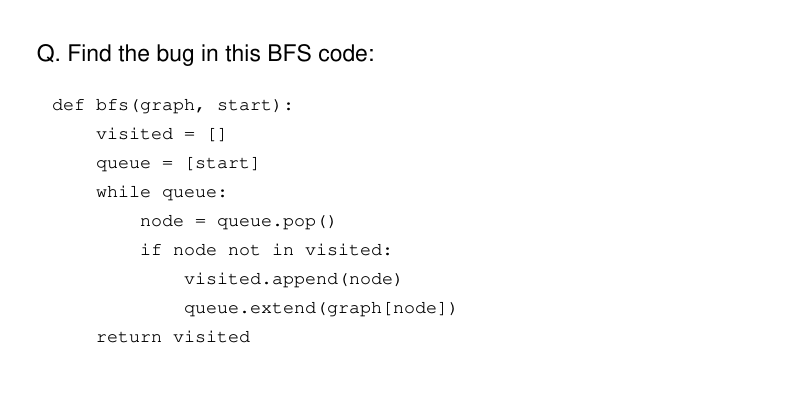 Q. Find the bug in this BFS code:
def bfs(graph, start):
    visited = []
    queue = [start]
    while queue:
        node = queue.pop()
        if node not in visited:
            visited.append(node)
            queue.extend(graph[node])
    return visited